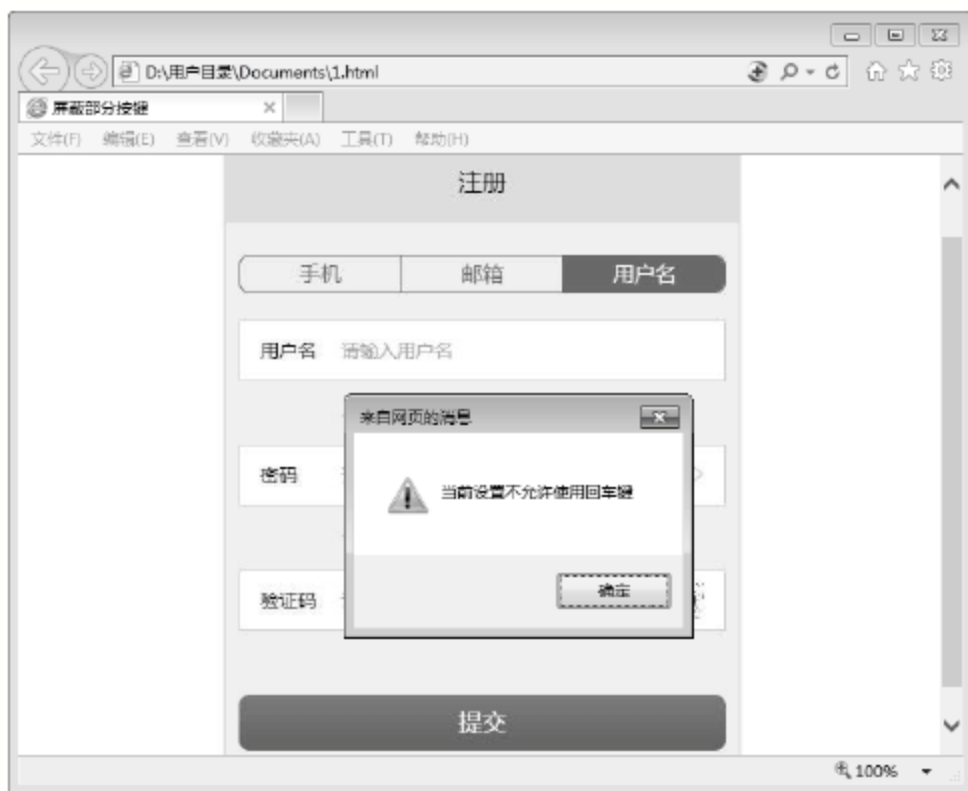 D:\用户目录\Documents\1.html
屏蔽部分按键
文件(F) 编辑(E) 查看(V) 收藏夹(A) 工具(T) 帮助(H)
注册
手机 邮箱 用户名
用户名 请输入用户名
来自网页的消息
密码
当前设置不允许使用回车键
确定
验证码
提交
100%